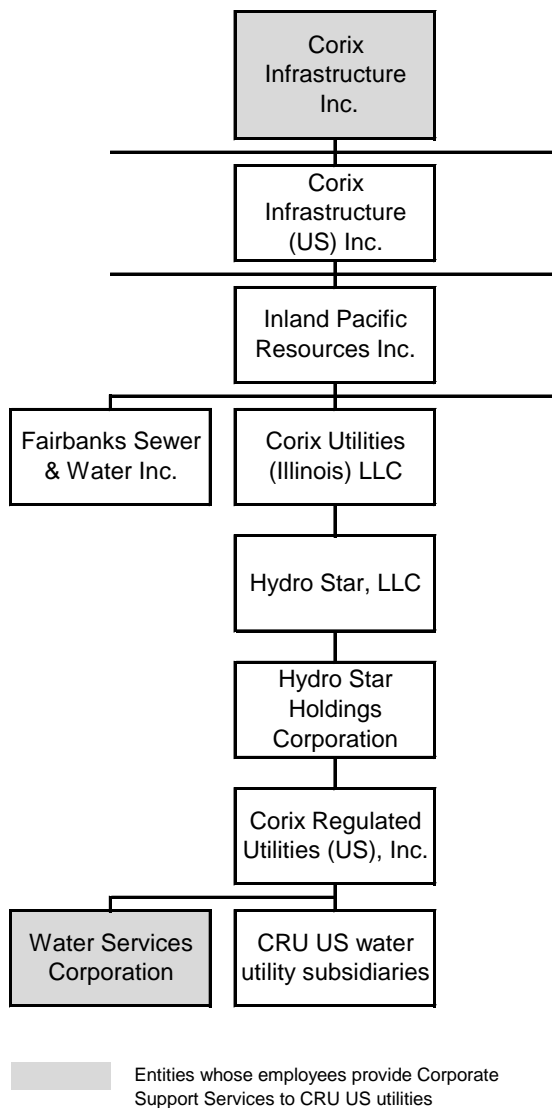 Corix
Infrastructure
Inc.
Corix
Infrastructure
(US) Inc.
Inland Pacific
Resources Inc.
Fairbanks Sewer
& Water Inc.
Corix Utilities
(Illinois) LLC
Hydro Star, LLC
Hydro Star
Holdings
Corporation
Corix Regulated
Utilities (US), Inc.
Water Services
Corporation
CRU US water
utility subsidiaries
Entities whose employees provide Corporate
Support Services to CRU US utilities